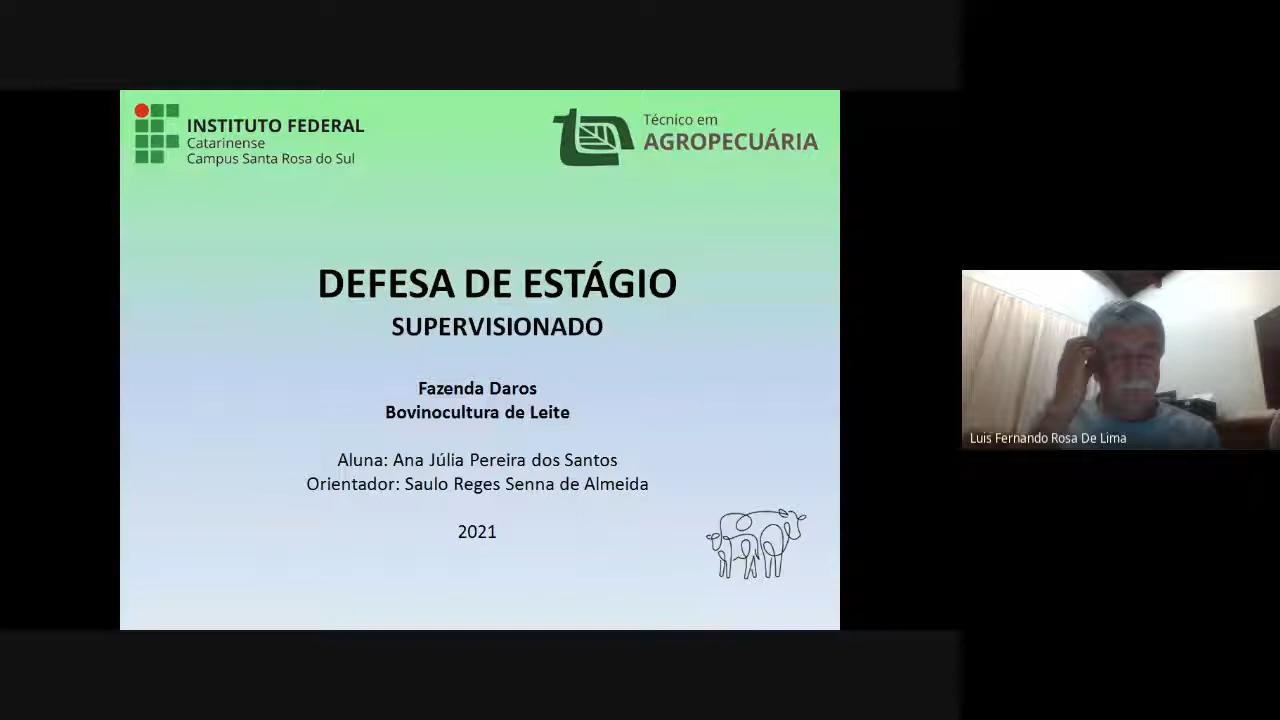 INSTITUTO FEDERAL
Catarinense
Campus Santa Rosa do Sul
Técnico em
AGROPECUÁRIA
DEFESA DE ESTÁGIO
SUPERVISIONADO
Fazenda Daros
Bovinocultura de Leite
Aluna: Ana Júlia Pereira dos Santos
Orientador: Saulo Reges Senna de Almeida
2021
Luis Fernando Rosa De Lima